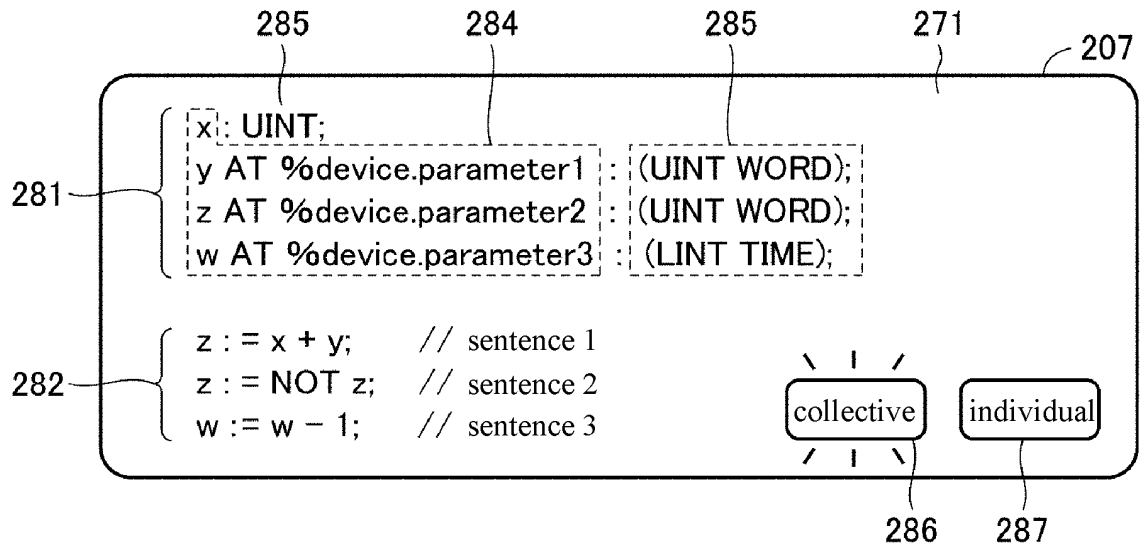 285 284 285 271 207
x : UINT;
y AT %device.parameter1 : (UINT WORD);
281
z AT %device.parameter2 : (UINT WORD);
w AT %device.parameter3 : (LINT TIME);
z : = x + y; // sentence 1
282 z : = NOT z; // sentence 2
collective individual
w := w − 1; // sentence 3
286 287